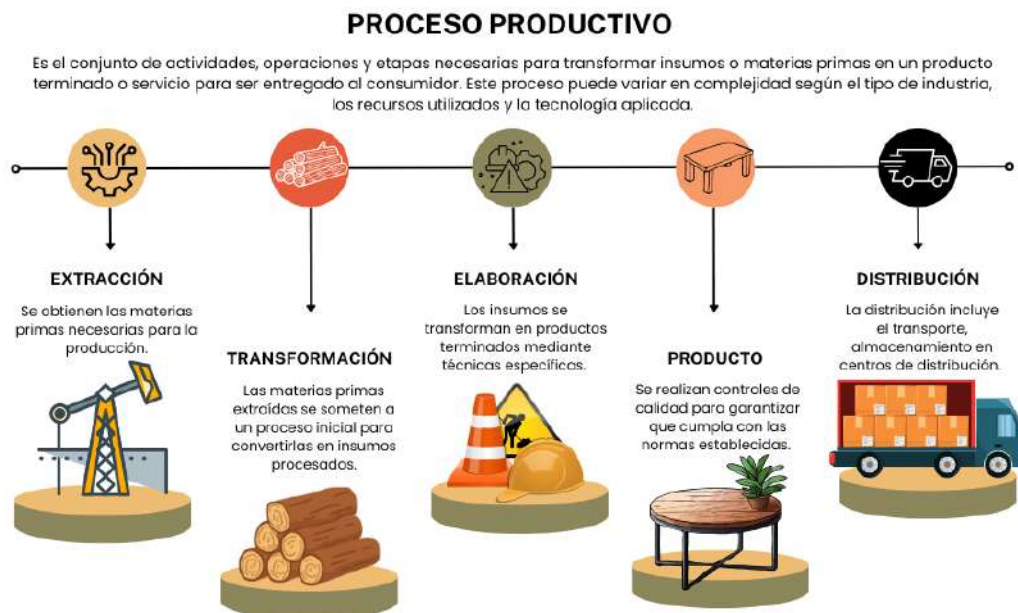 PROCESO PRODUCTIVO
Es el conjunto de actividades, operaciones y etapas necesarias para transformar insumos o materias primas en un producto
terminado o servicio para ser entregado al consumidor. Este proceso puede variar en complejidad según el tipo de industria,
los recursos utilizados y la tecnología aplicada.
EXTRACCIÓN
Se obtienen las materias
primas necesarias para la
producción.
TRANSFORMACIÓN
Las materias primas
extraídas se someten a
un proceso inicial para
convertirlas en insumos
procesados.
ELABORACIÓN
Los insumos se
transforman en productos
terminados mediante
técnicas específicas.
PRODUCTO
Se realizan controles de
calidad para garantizar
que cumpla con las
normas establecidas.
DISTRIBUCIÓN
La distribución incluye
el transporte,
almacenamiento en
centros de distribución.